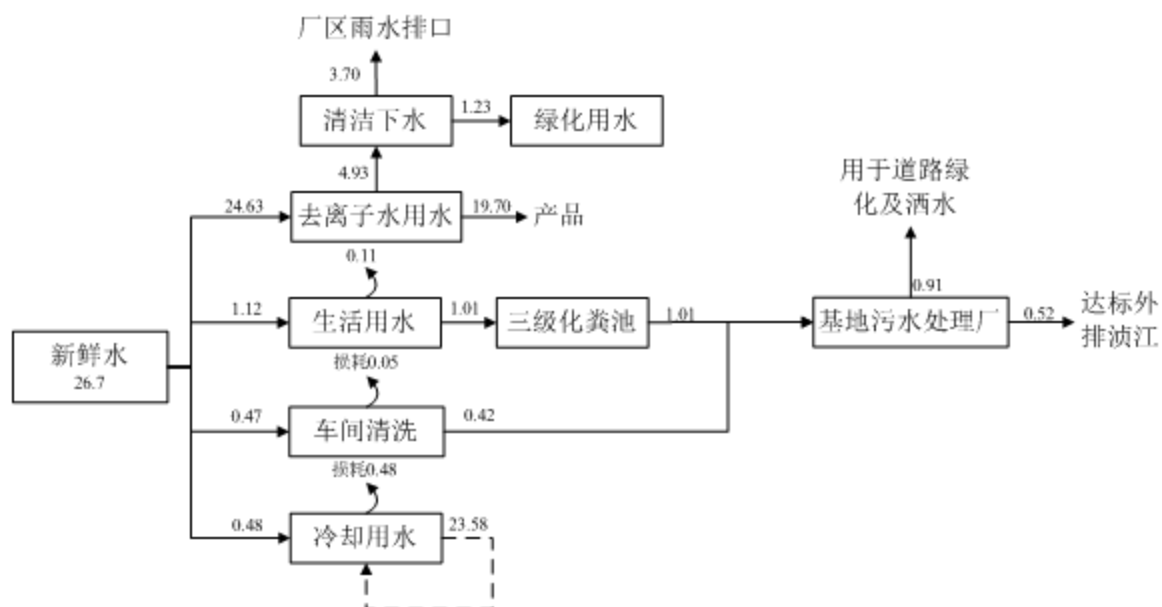 厂区雨水排口
3.70
清洁下水
1.23
绿化用水
4.93
用于道路绿
化及洒水
24.63
去离子水用水
19.70
产品
0.11
0.91
1.12
生活用水
1.01
三级化粪池
1.01
基地污水处理厂
0.52
达标外
排浈江
新鲜水
26.7
损耗0.05
0.47
车间清洗
0.42
损耗0.48
0.48
冷却用水
23.58